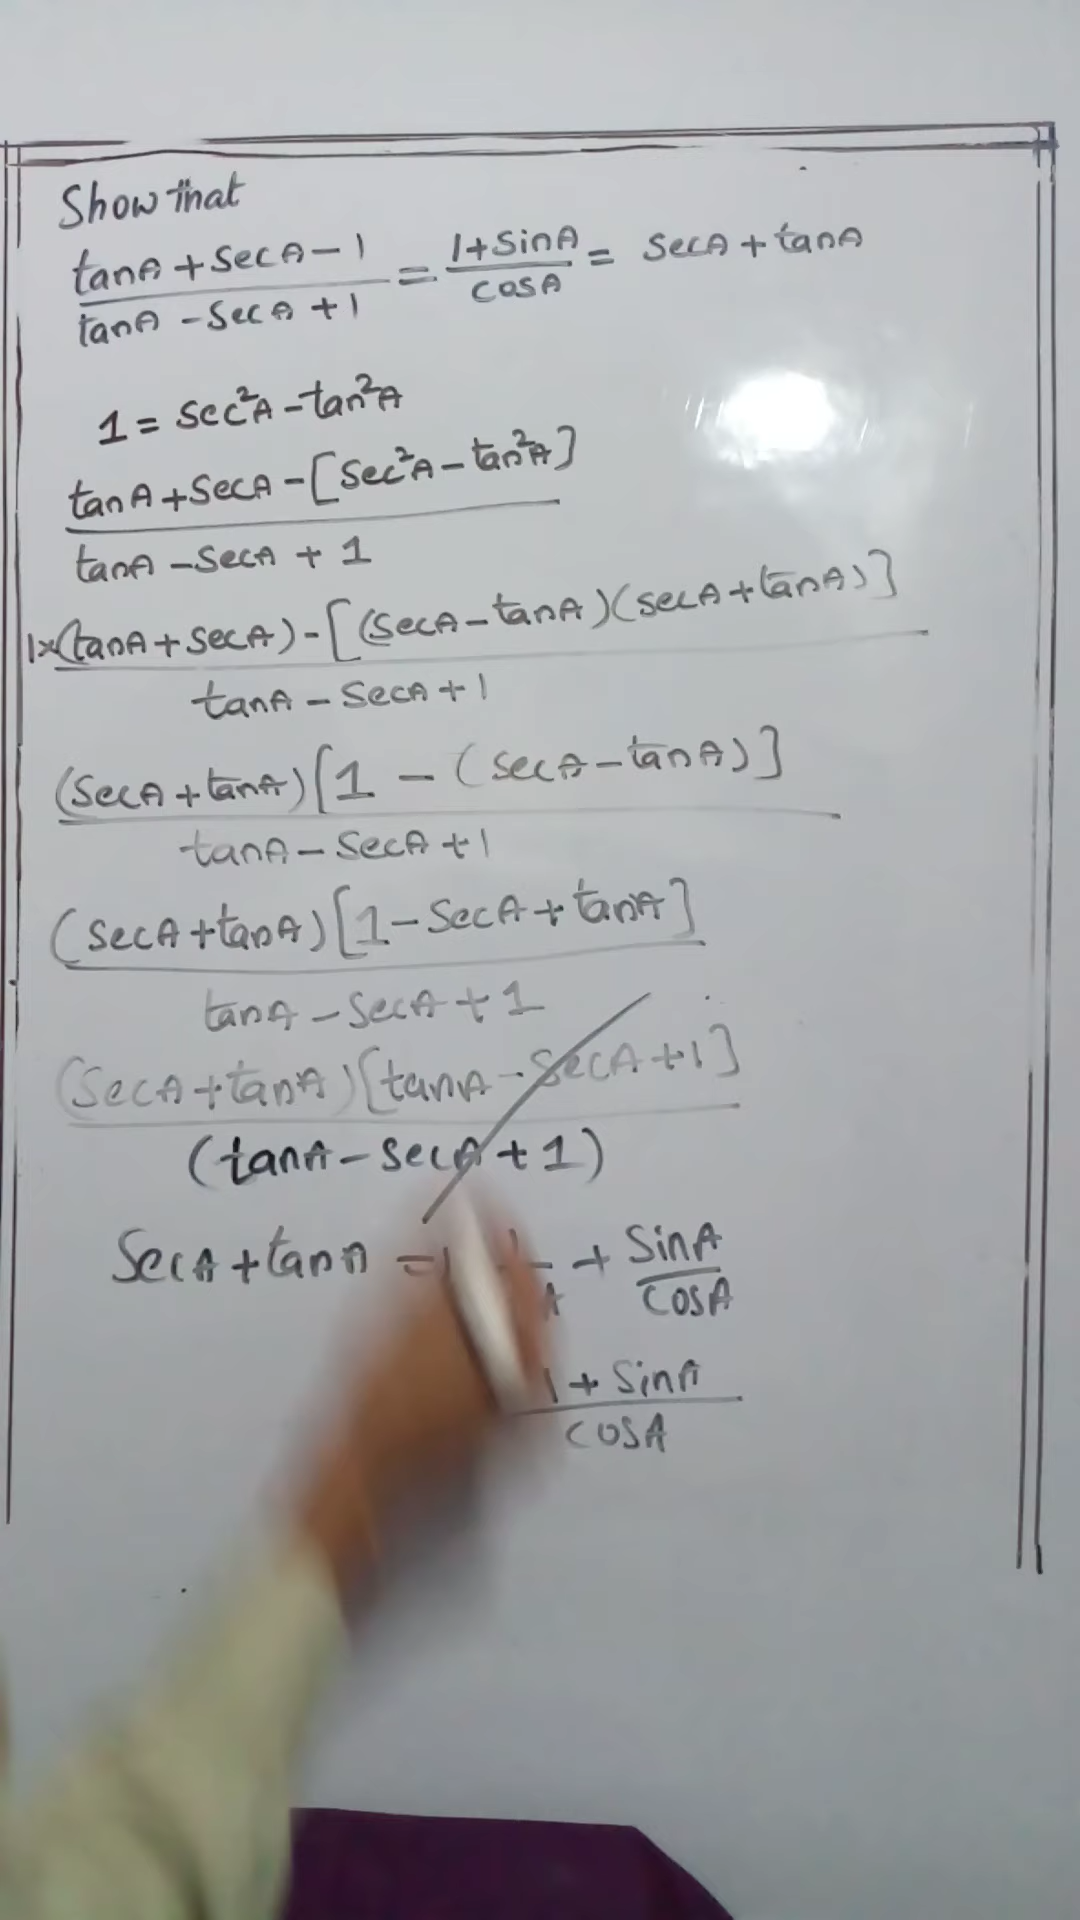 Show that
tanA + secA - 1 / tanA - secA + 1 = 1 + sinA / cosA = secA + tanA
1 = sec²A - tan²A
tanA + secA - [sec²A - tan²A]
tanA - secA + 1
1×(tanA + secA) - [(secA - tanA)(secA + tanA)]
tanA - secA + 1
(secA + tanA)[1 - (secA - tanA)]
tanA - secA + 1
(secA + tanA)[1 - secA + tanA]
tanA - secA + 1
(secA + tanA)[tanA - secA + 1]
(tanA - secA + 1)
secA + tanA = + sinA / cosA
1 + sinA
cosA